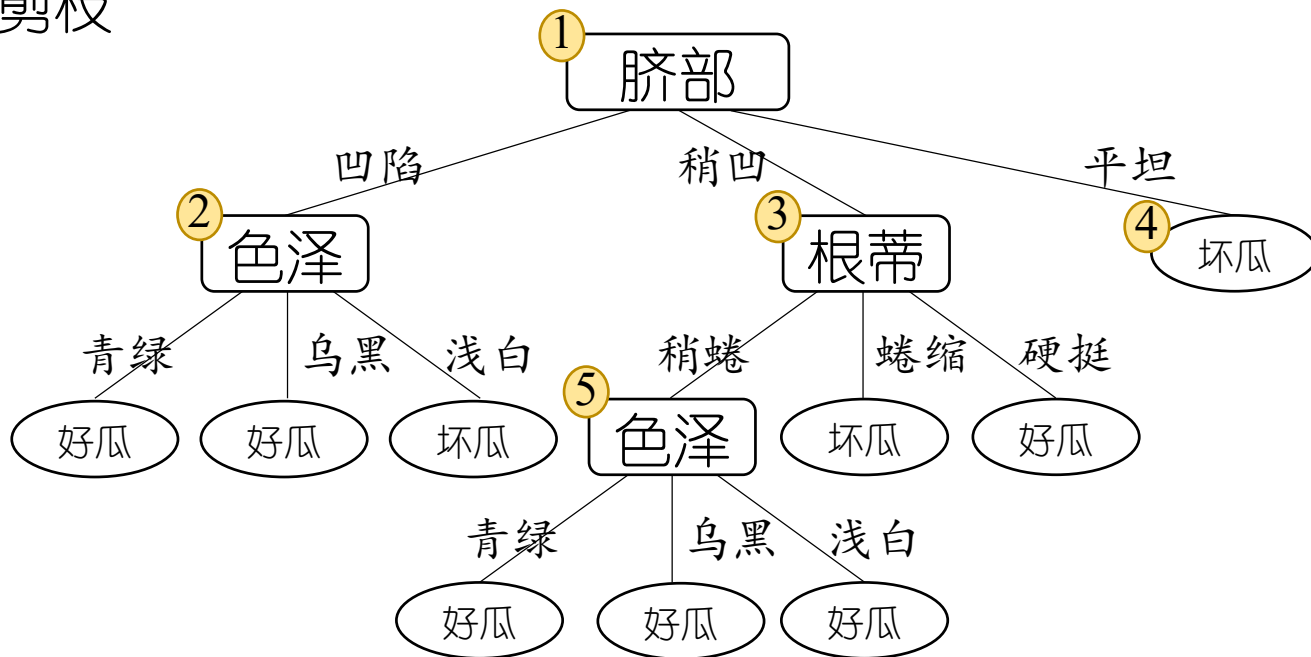 剪枝
1
脐部
凹陷 稍凹 平坦
2 3 4
色泽 根蒂 坏瓜
青绿 乌黑 浅白 稍蜷 蜷缩 硬挺
5
好瓜 好瓜 坏瓜 色泽 坏瓜 好瓜
青绿 乌黑 浅白
好瓜 好瓜 好瓜